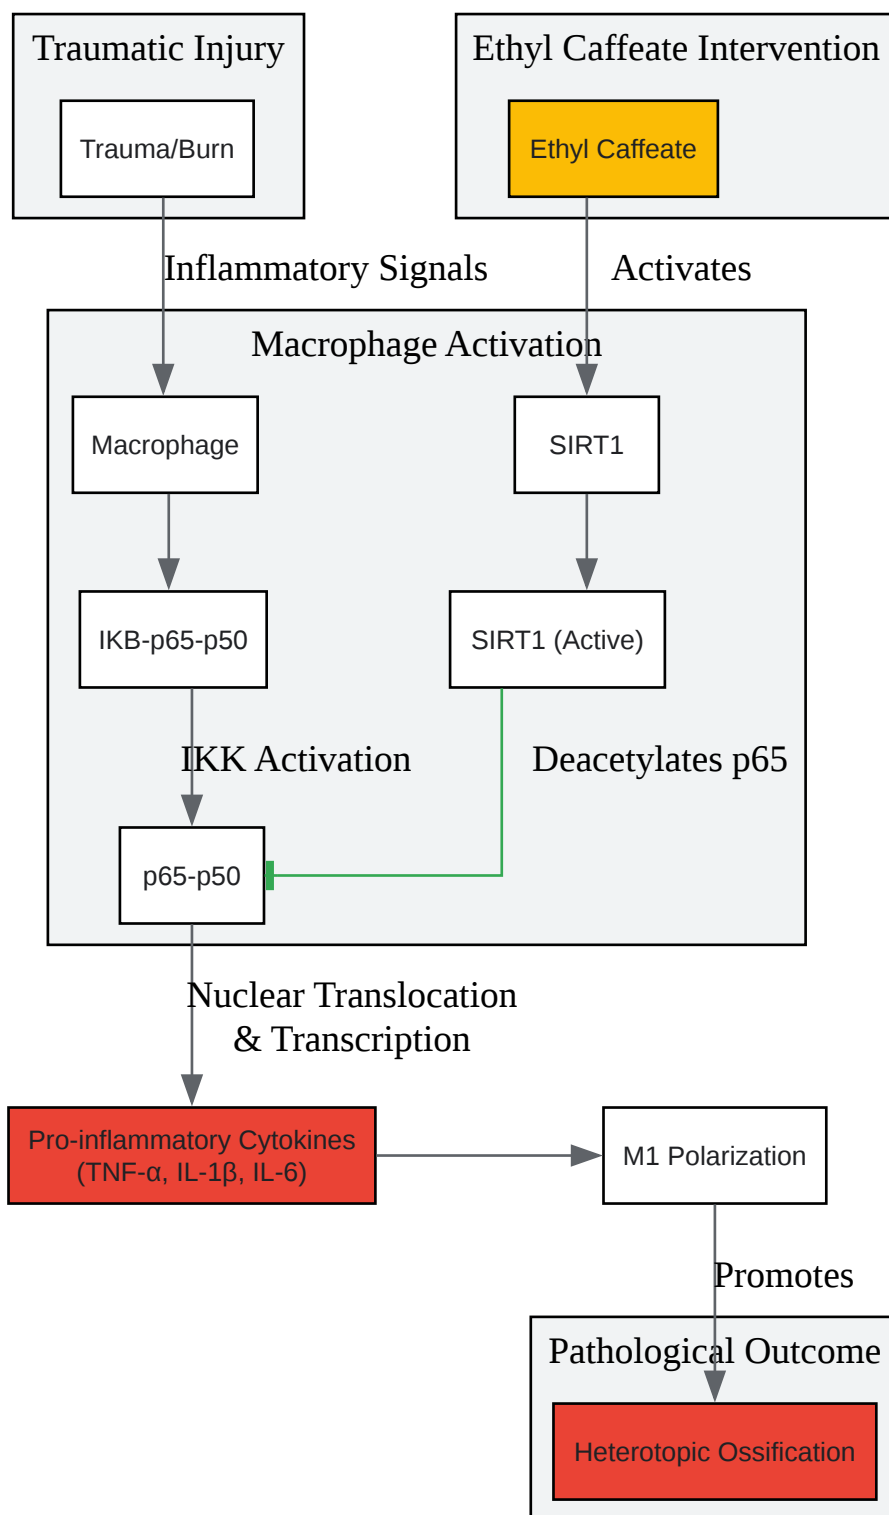 Traumatic Injury
Ethyl Caffeate Intervention
Trauma/Burn
Ethyl Caffeate
Inflammatory Signals
Activates
Macrophage Activation
Macrophage
SIRT1
IKB-p65-p50
SIRT1 (Active)
IKK Activation
Deacetylates p65
p65-p50
Nuclear Translocation
& Transcription
Pro-inflammatory Cytokines
(TNF-α, IL-1β, IL-6)
M1 Polarization
Promotes
Pathological Outcome
Heterotopic Ossification